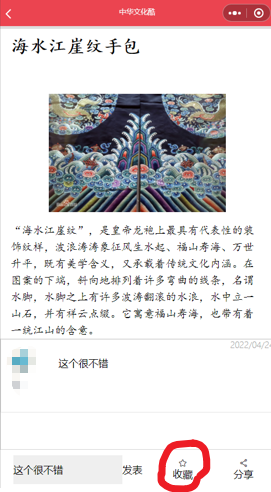 中华文化酷
海水江崖纹手包
“海水江崖纹”，是皇帝龙袍上最具有代表性的装
饰纹样，波浪涛涛象征风生水起、福山寿海、万世
升平，既有美学含义，又承载着传统文化内涵。在
图案的下端，斜向地排列着许多弯曲的线条，名谓
水脚，水脚之上有许多波涛翻滚的水浪，水中立一
山石，并有祥云点缀。它寓意福山寿海，也带有着
一统江山的含意。
2022/04/24
这个很不错
这个很不错 发表 收藏 分享